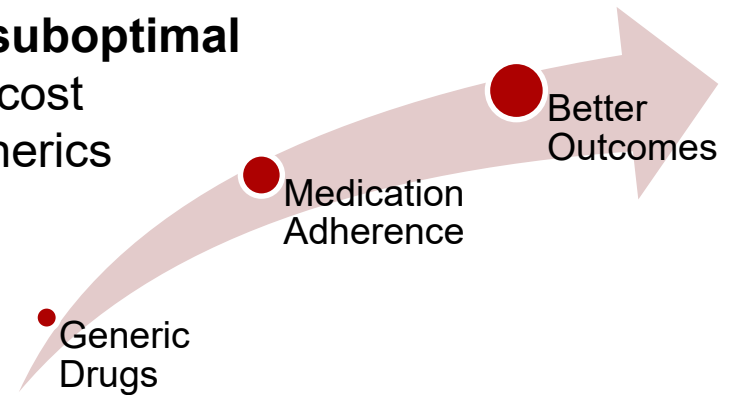 suboptimal
cost
nerics
Better
Outcomes
Medication
Adherence
Generic
Drugs